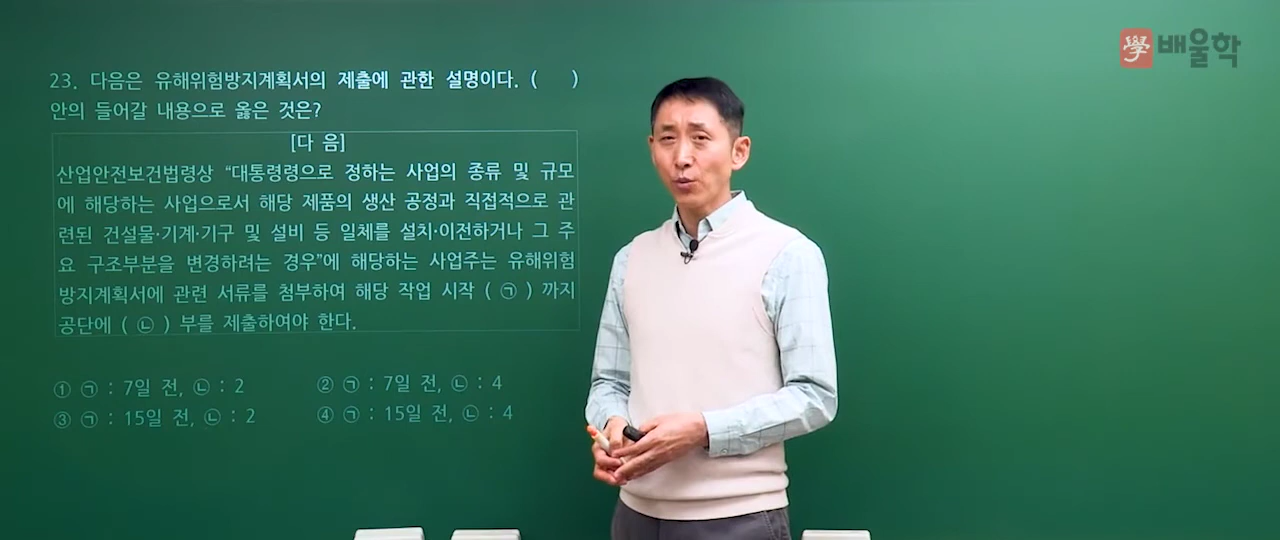 學배울학
23. 다음은 유해위험방지계획서의 제출에 관한 설명이다. (    )
안의 들어갈 내용으로 옳은 것은?
[다 음]
산업안전보건법령상 “대통령령으로 정하는 사업의 종류 및 규모
에 해당하는 사업으로서 해당 제품의 생산 공정과 직접적으로 관
련된 건설물·기계·기구 및 설비 등 일체를 설치·이전하거나 그 주
요 구조부분을 변경하려는 경우”에 해당하는 사업주는 유해위험
방지계획서에 관련 서류를 첨부하여 해당 작업 시작 ( ㉠ ) 까지
공단에 ( ㉡ ) 부를 제출하여야 한다.
① ㉠ : 7일 전, ㉡ : 2 ② ㉠ : 7일 전, ㉡ : 4
③ ㉠ : 15일 전, ㉡ : 2 ④ ㉠ : 15일 전, ㉡ : 4